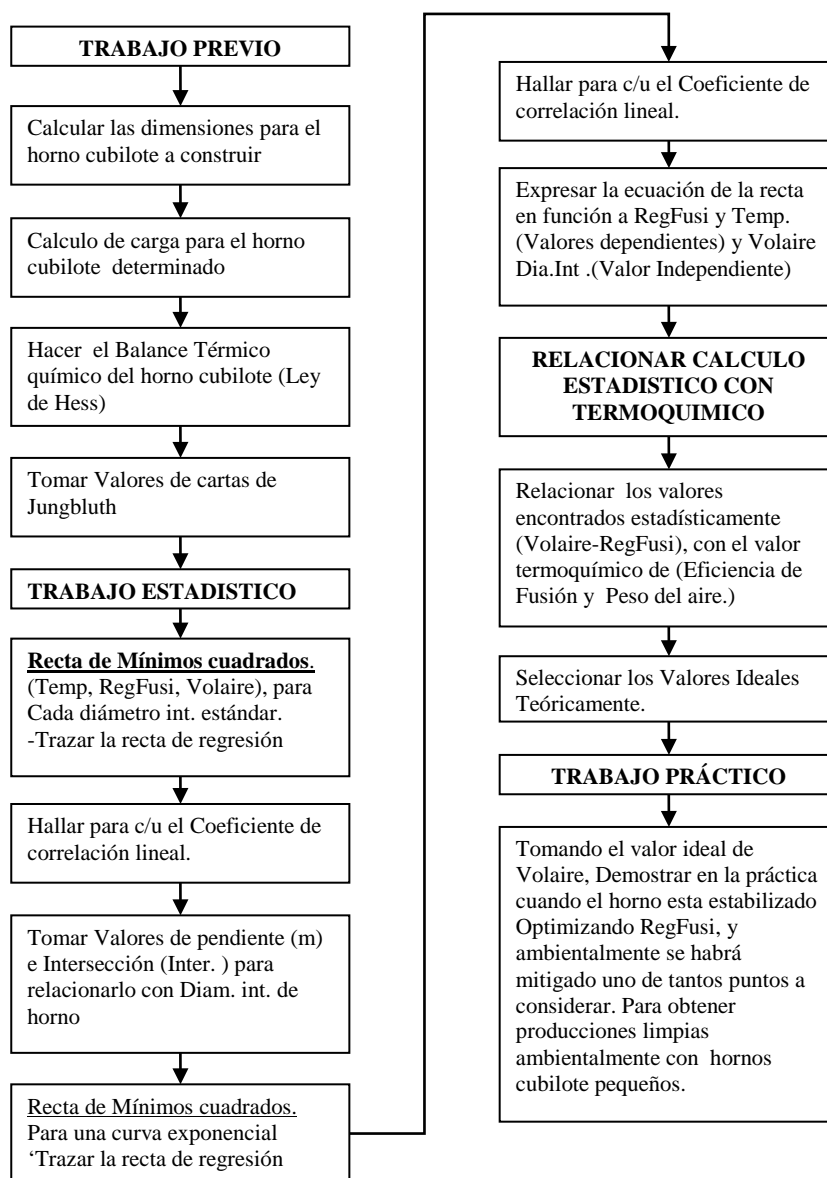 TRABAJO PREVIO
Calcular las dimensiones para el
horno cubilote a construir
Calculo de carga para el horno
cubilote determinado
Hacer el Balance Térmico
químico del horno cubilote (Ley
de Hess)
Tomar Valores de cartas de
Jungbluth
TRABAJO ESTADISTICO
Recta de Mínimos cuadrados.
(Temp, RegFusi, Volaire), para
Cada diámetro int. estándar.
-Trazar la recta de regresión
Hallar para c/u el Coeficiente de
correlación lineal.
Tomar Valores de pendiente (m)
e Intersección (Inter. ) para
relacionarlo con Diam. int. de
horno
Recta de Mínimos cuadrados.
Para una curva exponencial
‘Trazar la recta de regresión
Hallar para c/u el Coeficiente de
correlación lineal.
Expresar la ecuación de la recta
en función a RegFusi y Temp.
(Valores dependientes) y Volaire
Dia.Int .(Valor Independiente)
RELACIONAR CALCULO
ESTADISTICO CON
TERMOQUIMICO
Relacionar los valores
encontrados estadísticamente
(Volaire-RegFusi), con el valor
termoquímico de (Eficiencia de
Fusión y Peso del aire.)
Seleccionar los Valores Ideales
Teóricamente.
TRABAJO PRÁCTICO
Tomando el valor ideal de
Volaire, Demostrar en la práctica
cuando el horno esta estabilizado
Optimizando RegFusi, y
ambientalmente se habrá
mitigado uno de tantos puntos a
considerar. Para obtener
producciones limpias
ambientalmente con hornos
cubilote pequeños.